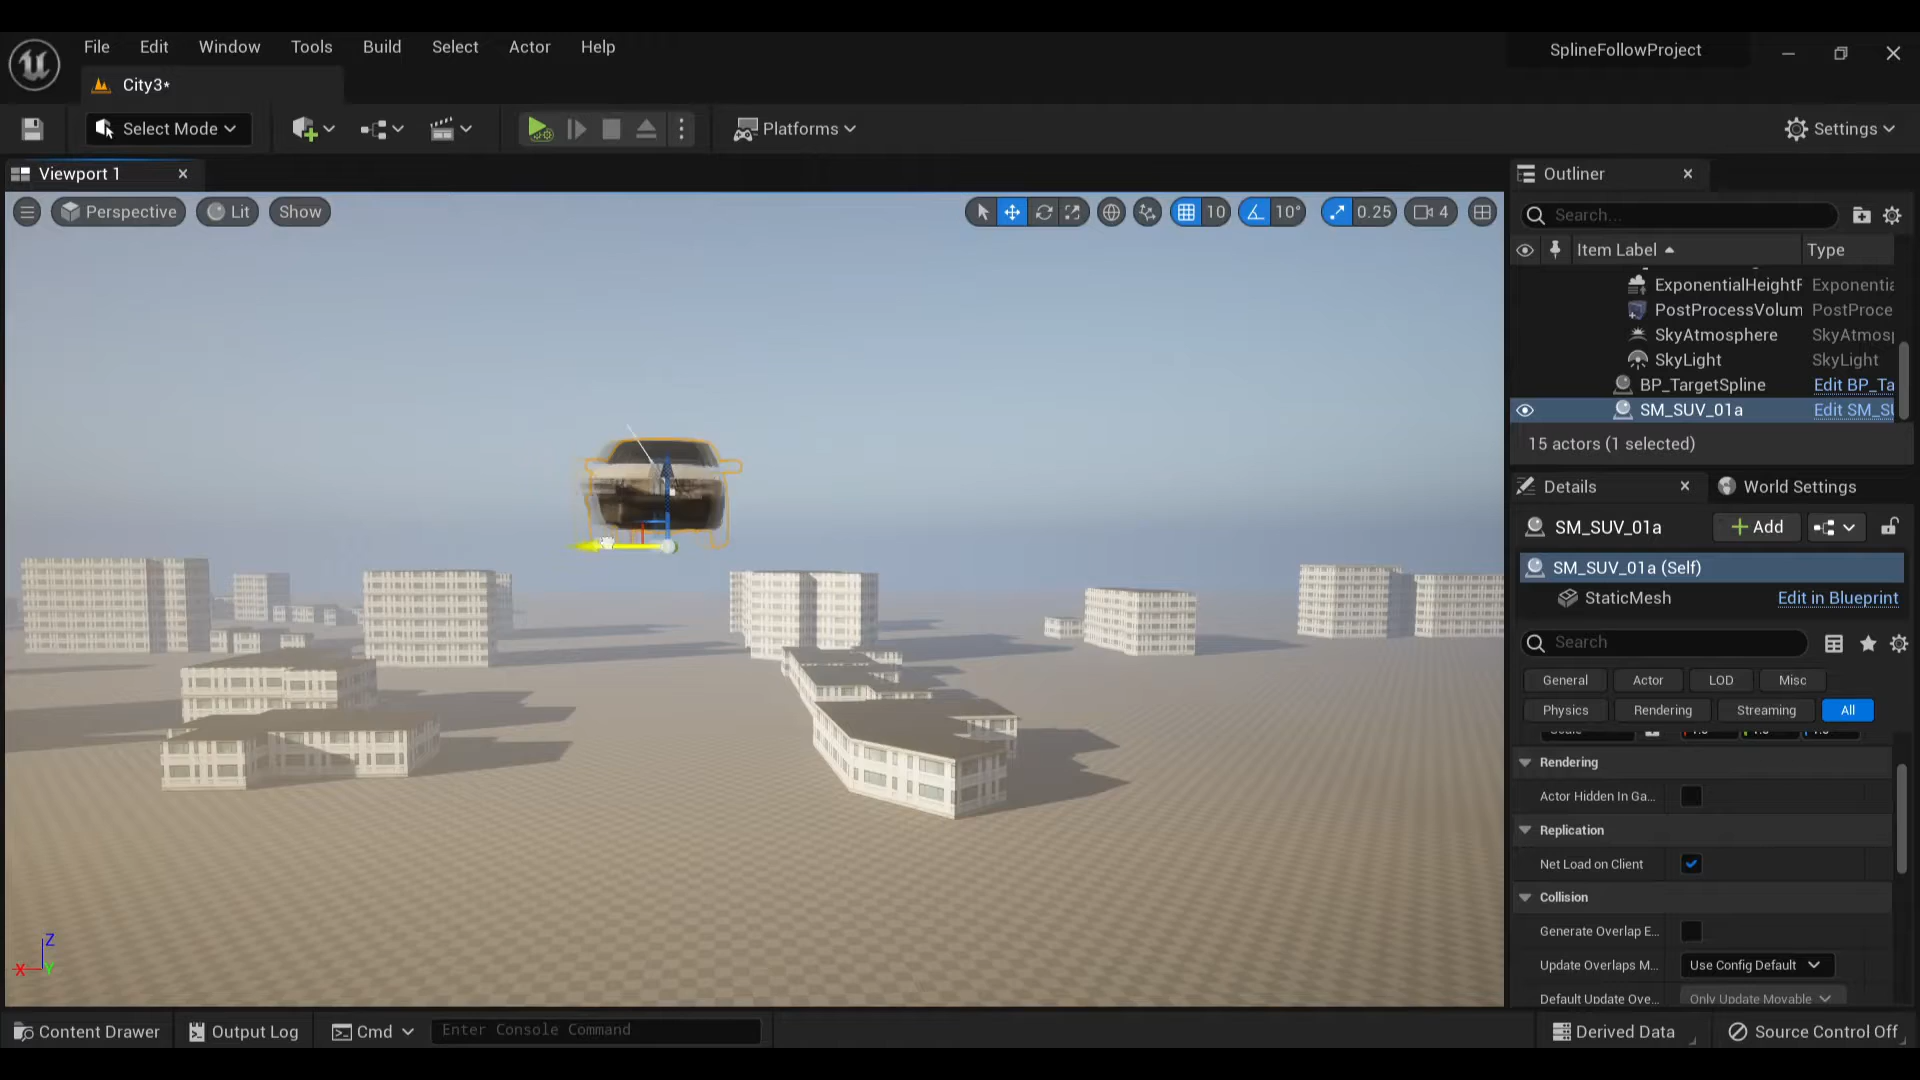 File Edit Window Tools Build Select Actor Help
SplineFollowProject
City3*
Select Mode
Platforms
Settings
Viewport 1
Perspective Lit Show
10 10° 0.25 4
Outliner
Search...
Item Label Type
ExponentialHeightF Exponentia
PostProcessVolum PostProce
SkyAtmosphere SkyAtmos
SkyLight SkyLight
BP_TargetSpline Edit BP_Ta
SM_SUV_01a Edit SM_SU
15 actors (1 selected)
Details World Settings
SM_SUV_01a Add
SM_SUV_01a (Self)
StaticMesh Edit in Blueprint
Search
General Actor LOD Misc
Physics Rendering Streaming All
Rendering
Actor Hidden In Ga...
Replication
Net Load on Client
Collision
Generate Overlap E...
Update Overlaps M... Use Config Default
Default Update Ove... Only Update Movable
Z
X Y
Content Drawer Output Log Cmd Enter Console Command
Derived Data Source Control Off